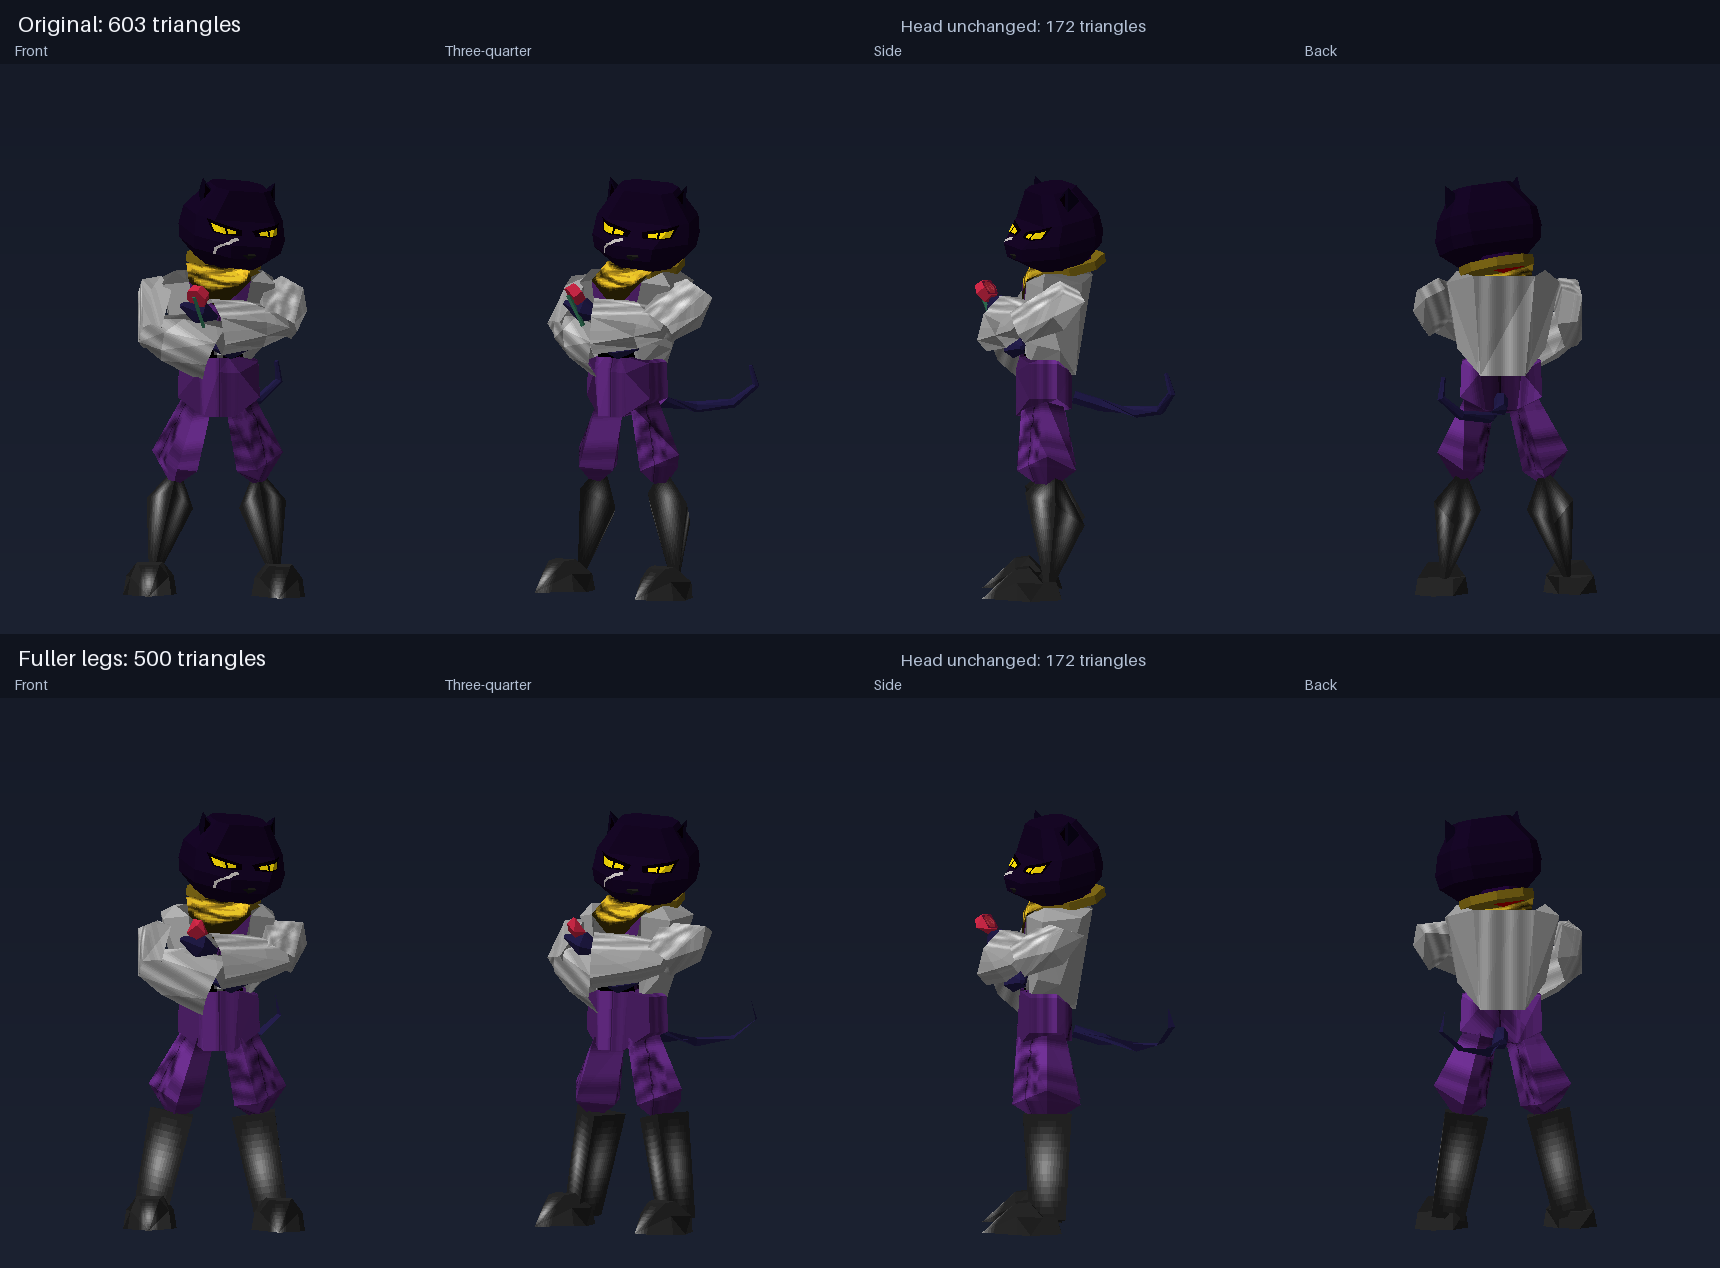 Original: 603 triangles
Head unchanged: 172 triangles
Front
Three-quarter
Side
Back
Fuller legs: 500 triangles
Head unchanged: 172 triangles
Front
Three-quarter
Side
Back